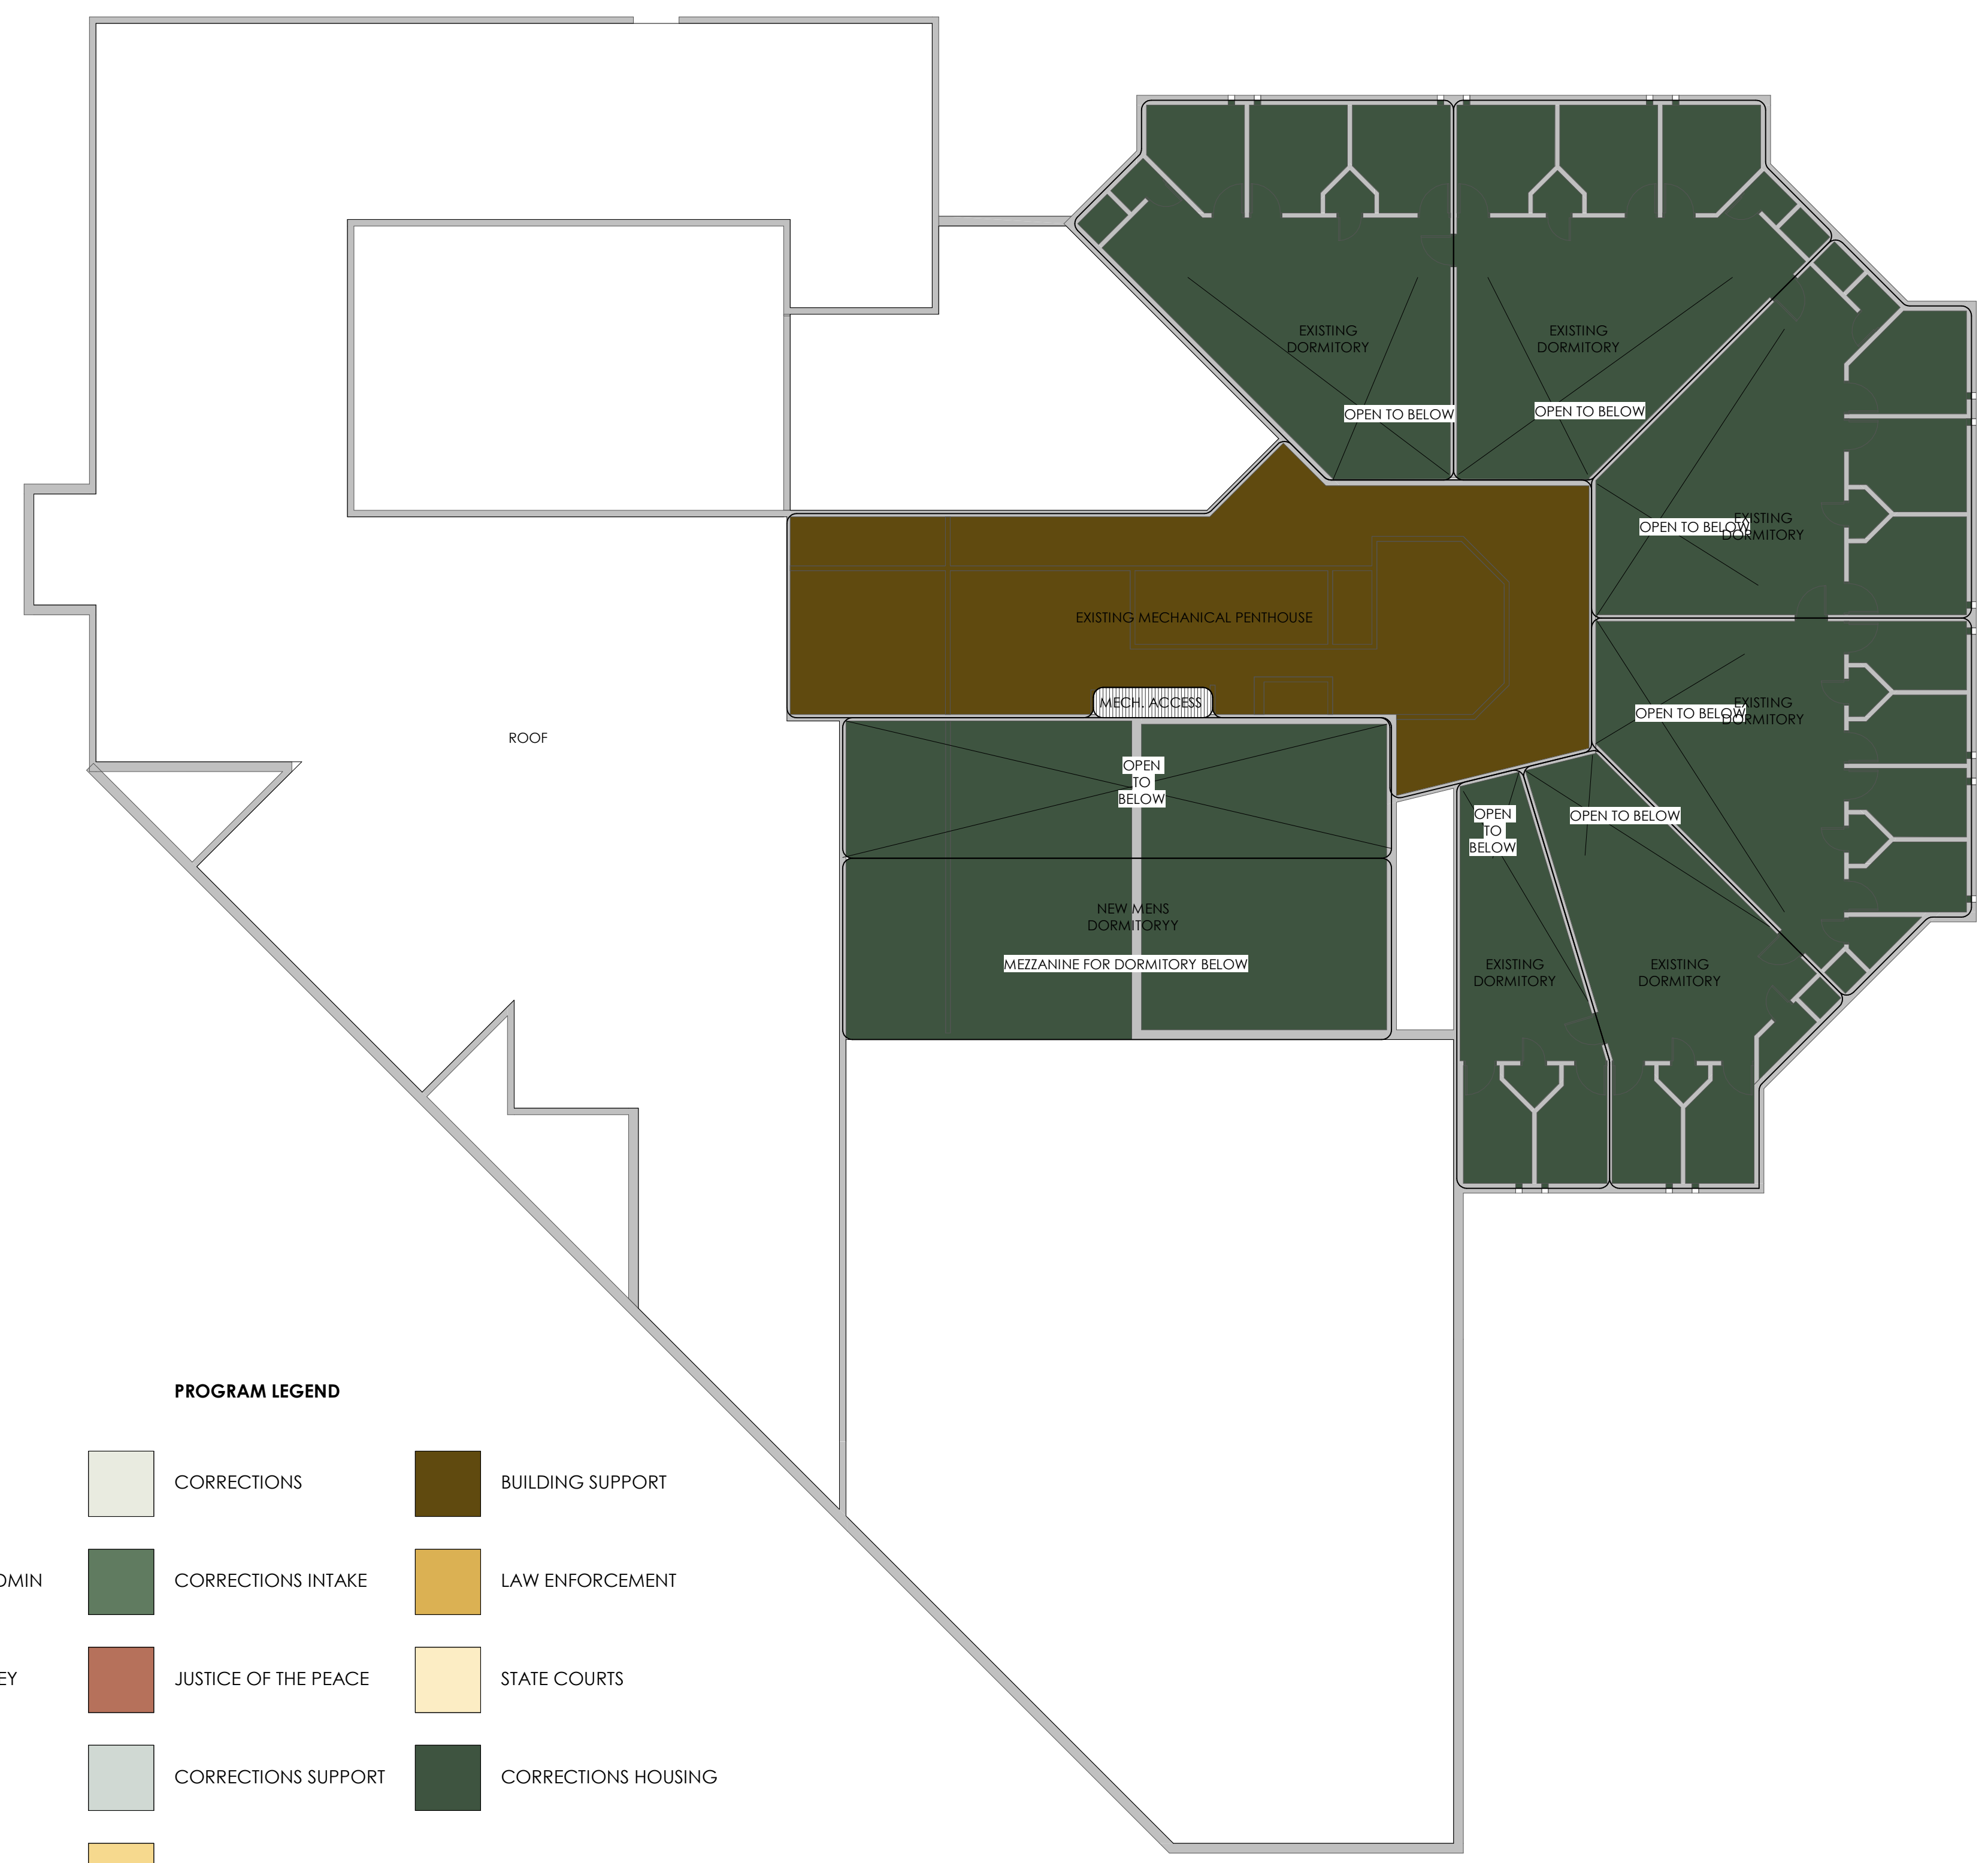 EXISTING
DORMITORY
EXISTING
DORMITORY
OPEN TO BELOW
OPEN TO BELOW
EXISTING
DORMITORY
OPEN TO BELOW
EXISTING MECHANICAL PENTHOUSE
MECH. ACCESS
EXISTING
DORMITORY
OPEN TO BELOW
ROOF
OPEN
TO
BELOW
OPEN
TO
BELOW
OPEN TO BELOW
NEW MENS
DORMITORYY
MEZZANINE FOR DORMITORY BELOW
EXISTING
DORMITORY
EXISTING
DORMITORY
PROGRAM LEGEND
CORRECTIONS
BUILDING SUPPORT
DMIN
CORRECTIONS INTAKE
LAW ENFORCEMENT
EY
JUSTICE OF THE PEACE
STATE COURTS
CORRECTIONS SUPPORT
CORRECTIONS HOUSING